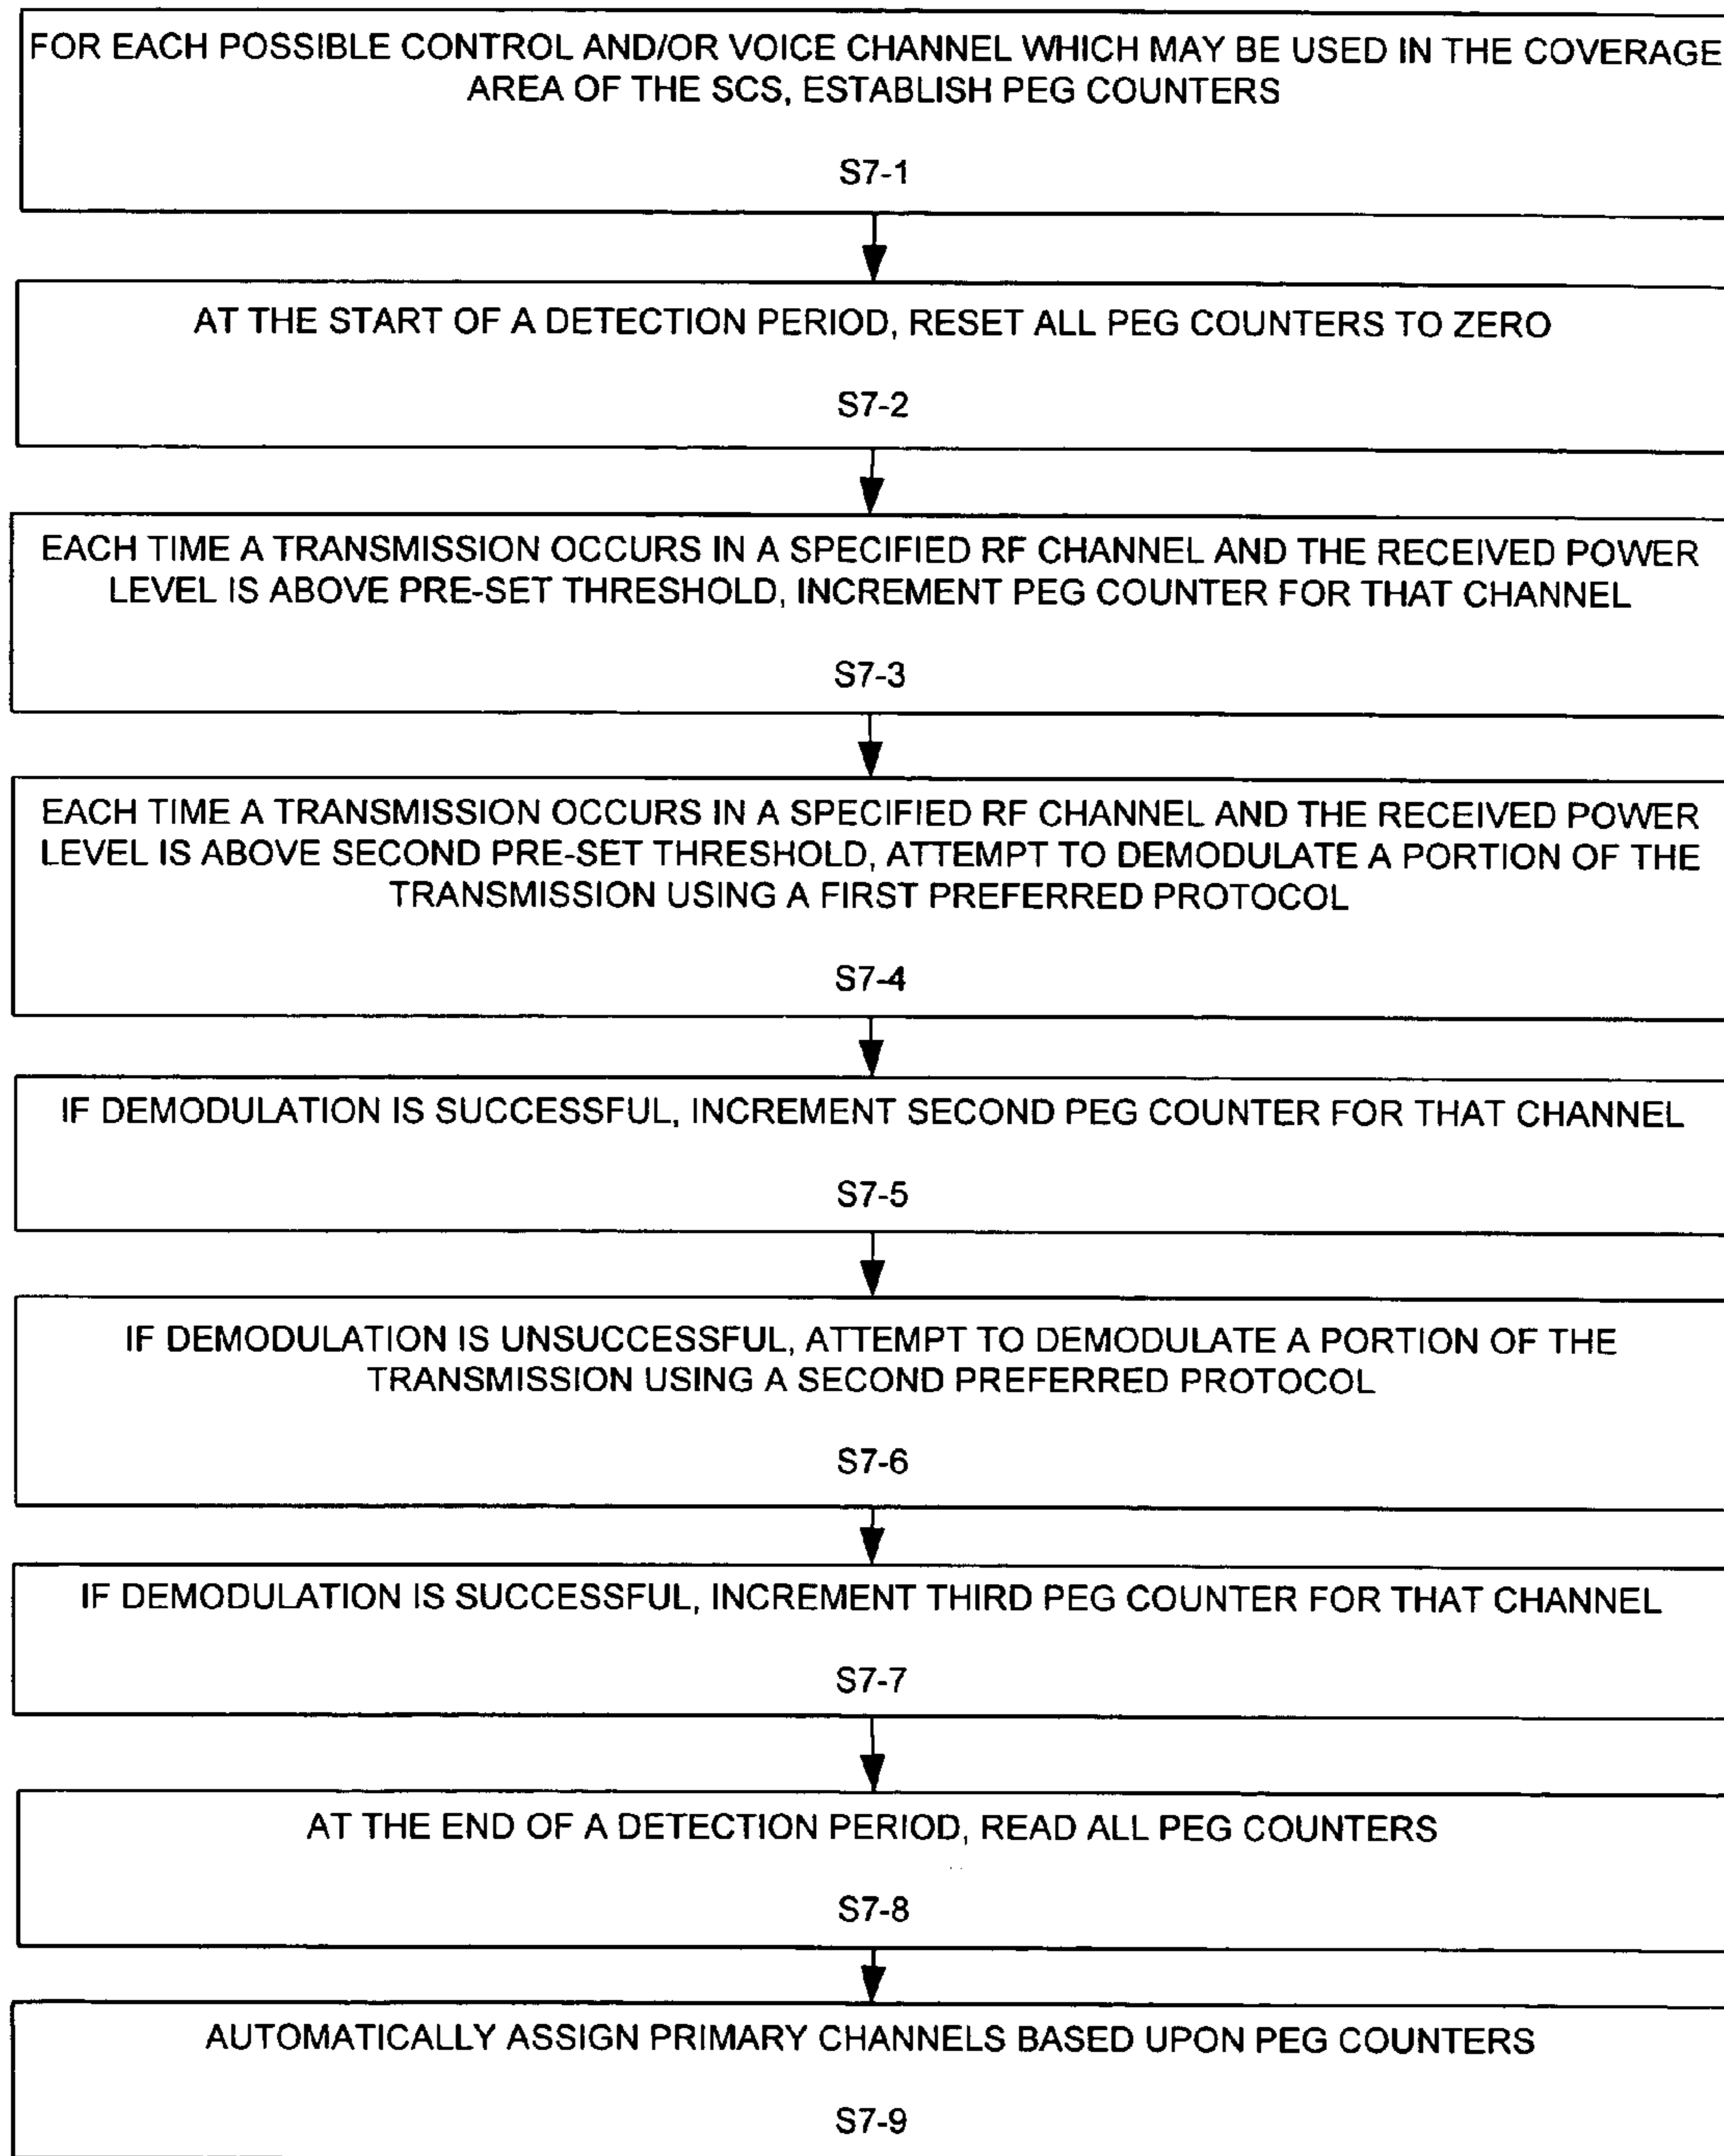 FOR EACH POSSIBLE CONTROL AND/OR VOICE CHANNEL WHICH MAY BE USED IN THE COVERAGE
AREA OF THE SCS, ESTABLISH PEG COUNTERS
S7-1
AT THE START OF A DETECTION PERIOD, RESET ALL PEG COUNTERS TO ZERO
S7-2
EACH TIME A TRANSMISSION OCCURS IN A SPECIFIED RF CHANNEL AND THE RECEIVED POWER
LEVEL IS ABOVE PRE-SET THRESHOLD, INCREMENT PEG COUNTER FOR THAT CHANNEL
S7-3
EACH TIME A TRANSMISSION OCCURS IN A SPECIFIED RF CHANNEL AND THE RECEIVED POWER
LEVEL IS ABOVE SECOND PRE-SET THRESHOLD, ATTEMPT TO DEMODULATE A PORTION OF THE
TRANSMISSION USING A FIRST PREFERRED PROTOCOL
S7-4
IF DEMODULATION IS SUCCESSFUL, INCREMENT SECOND PEG COUNTER FOR THAT CHANNEL
S7-5
IF DEMODULATION IS UNSUCCESSFUL, ATTEMPT TO DEMODULATE A PORTION OF THE
TRANSMISSION USING A SECOND PREFERRED PROTOCOL
S7-6
IF DEMODULATION IS SUCCESSFUL, INCREMENT THIRD PEG COUNTER FOR THAT CHANNEL
S7-7
AT THE END OF A DETECTION PERIOD, READ ALL PEG COUNTERS
S7-8
AUTOMATICALLY ASSIGN PRIMARY CHANNELS BASED UPON PEG COUNTERS
S7-9